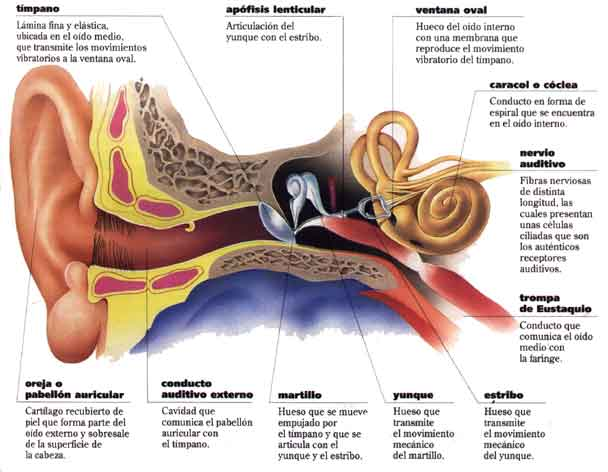 tímpano
Lámina fina y elástica,
ubicada en el oído medio,
que transmite los movimientos
vibratorios a la ventana oval.
apófisis lenticular
Articulación del
yunque con el estribo.
ventana oval
Hueco del oído interno
con una membrana que
reproduce el movimiento
vibratorio del tímpano.
caracol o cóclea
Conducto en forma de
espiral que se encuentra
en el oído interno.
nervio
auditivo
Fibras nerviosas
de distinta
longitud, las
cuales presentan
unas células
ciliadas que son
los auténticos
receptores
auditivos.
trompa
de Eustaquio
Conducto que
comunica el oído
medio con
la faringe.
oreja o
pabellón auricular
Cartílago recubierto de
piel que forma parte del
oído externo y sobresale
de la superficie de
la cabeza.
conducto
auditivo externo
Cavidad que
comunica el pabellón
auricular con
el tímpano.
martillo
Hueso que se mueve
empujado por
el tímpano y que se
articula con el
yunque y el estribo.
yunque
Hueso que
transmite
el movimiento
mecánico
del martillo.
estribo
Hueso que
transmite
el movimiento
mecánico
del yunque.